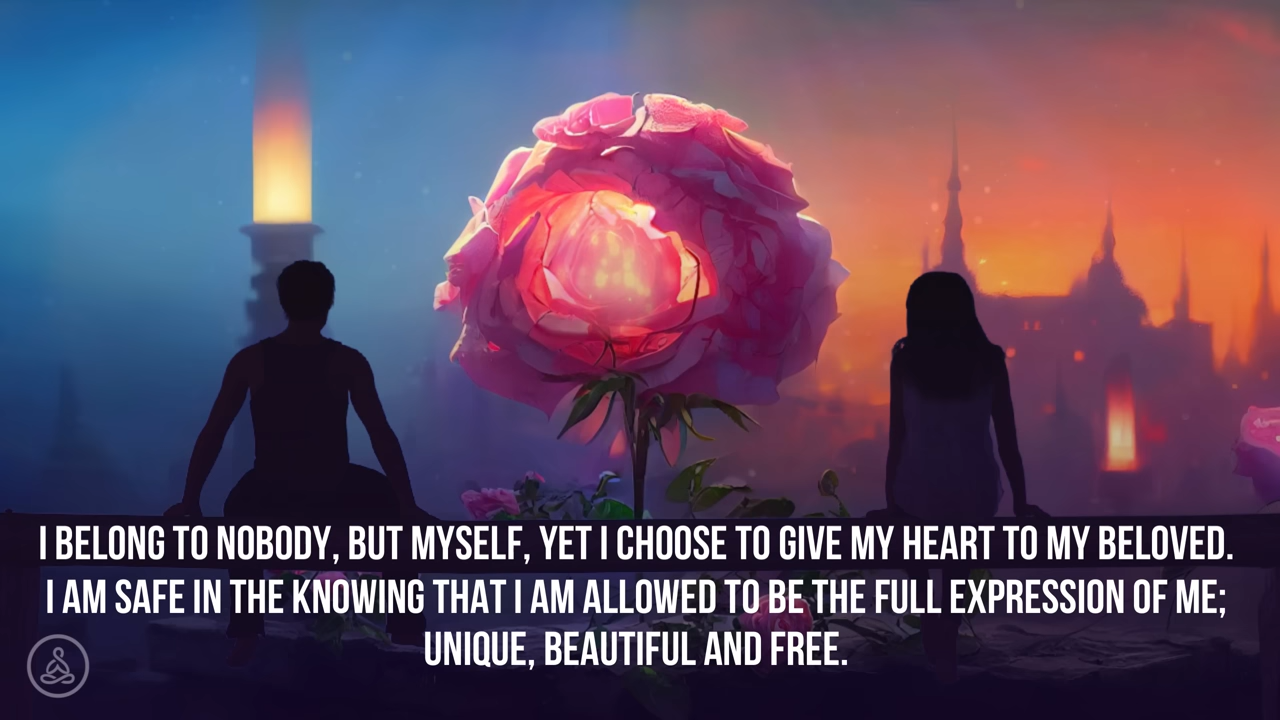 I BELONG TO NOBODY, BUT MYSELF, YET I CHOOSE TO GIVE MY HEART TO MY BELOVED.
I AM SAFE IN THE KNOWING THAT I AM ALLOWED TO BE THE FULL EXPRESSION OF ME;
UNIQUE, BEAUTIFUL AND FREE.